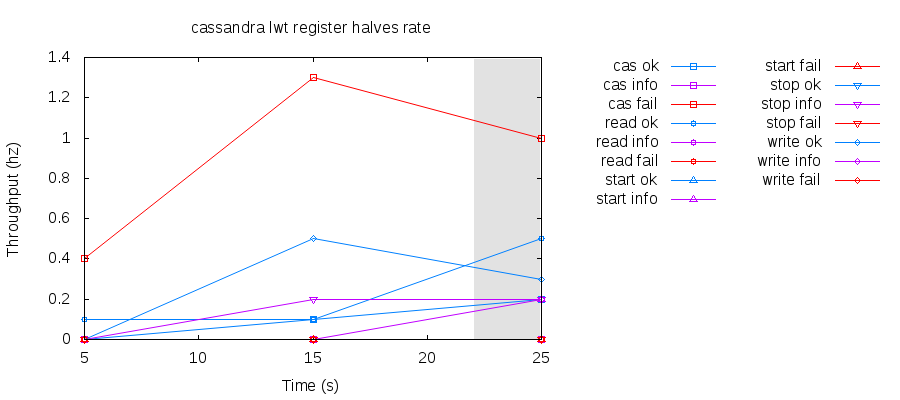 cassandra lwt register halves rate
1.4
1.2
1
0.8
0.6
0.4
0.2
0
5
10
15
20
25
Throughput (hz)
Time (s)
cas ok
cas info
cas fail
read ok
read info
read fail
start ok
start info
start fail
stop ok
stop info
stop fail
write ok
write info
write fail